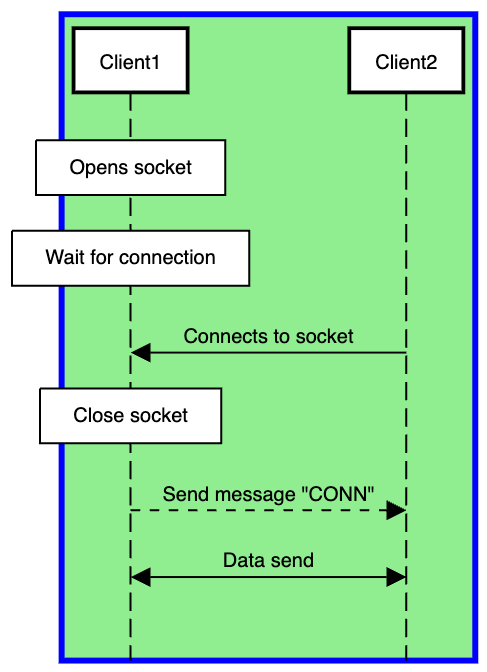 Client1
Client2
Opens socket
Wait for connection
Connects to socket
Close socket
Send message "CONN"
Data send